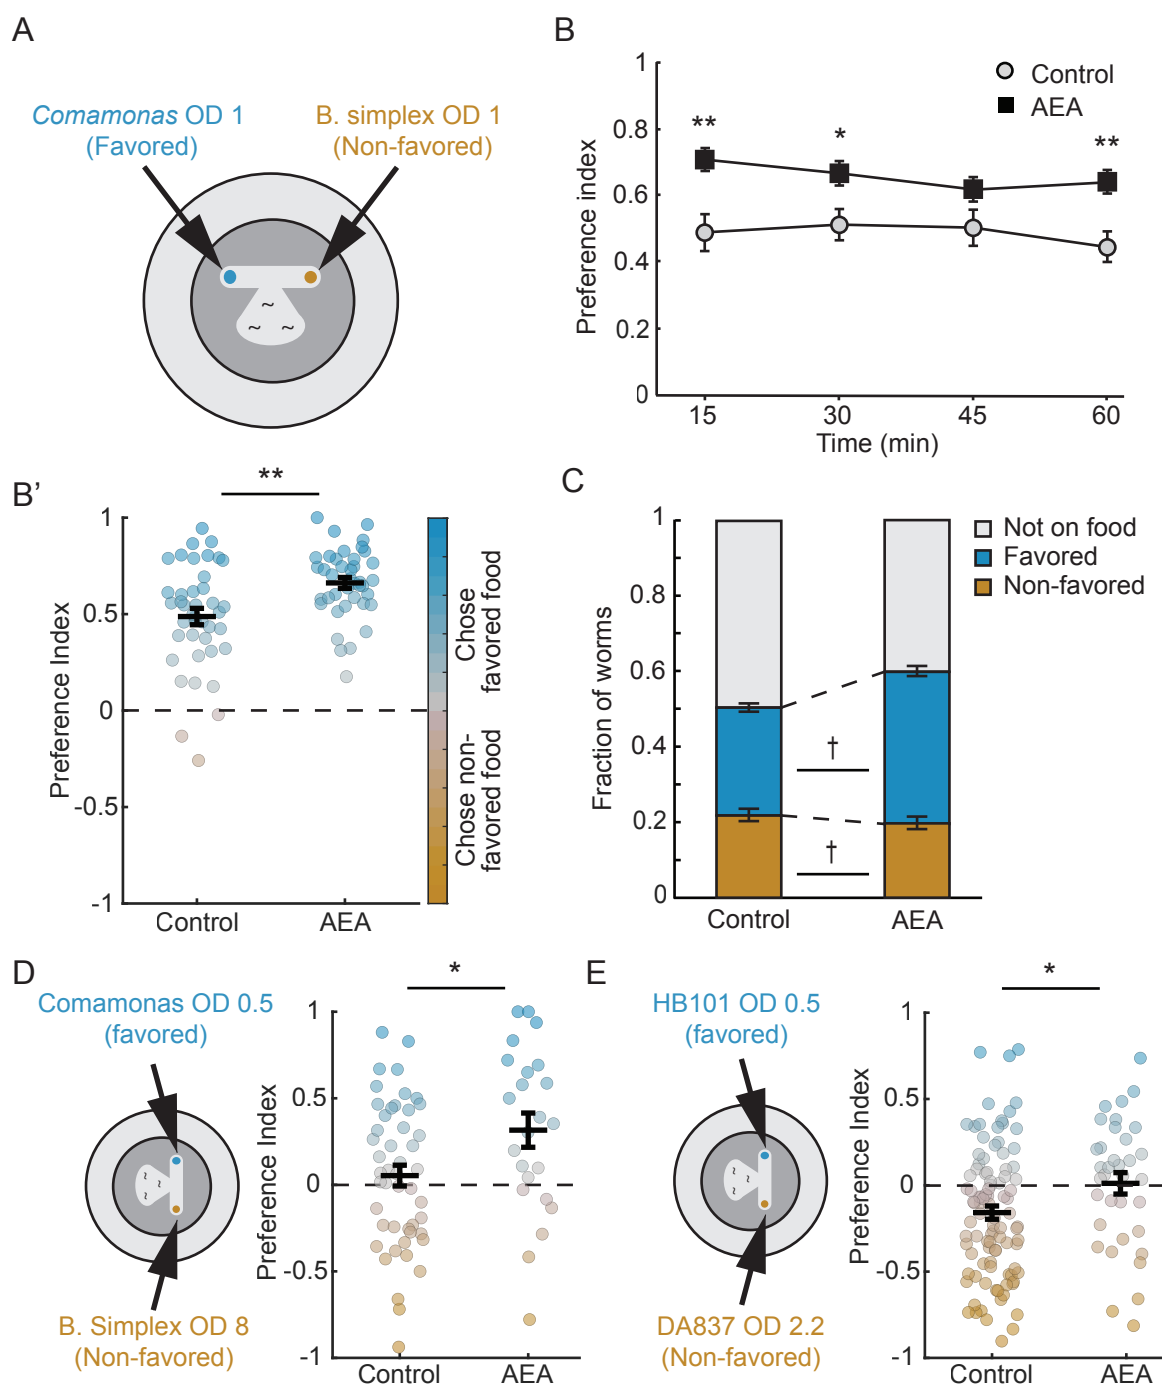 A
Comamonas OD 1
(Favored)
B. simplex OD 1
(Non-favored)
~
~ ~
B
Preference index
1
0.8
0.6
0.4
0.2
0
15 30 45 60
Time (min)
Control
AEA
** * **
B’
**
Preference Index
1
0.5
0
-0.5
-1
Control AEA
Chose
favored food
Chose non-
favored food
C
Fraction of worms
1
0.8
0.6
0.4
0.2
0
†
†
Control AEA
Not on food
Favored
Non-favored
D
Comamonas OD 0.5
(favored)
~
~ ~
B. Simplex OD 8
(Non-favored)
*
Preference Index
1
0.5
0
-0.5
-1
Control AEA
E
HB101 OD 0.5
(favored)
~
~ ~
DA837 OD 2.2
(Non-favored)
*
Preference Index
1
0.5
0
-0.5
-1
Control AEA